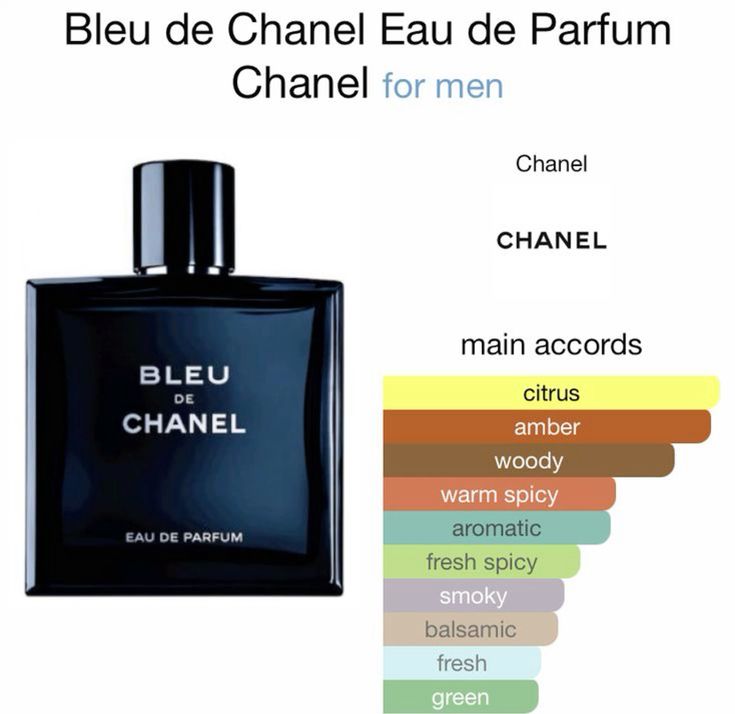 Bleu de Chanel Eau de Parfum
Chanel for men
BLEU
DE
CHANEL
EAU DE PARFUM
Chanel
CHANEL
main accords
citrus
amber
woody
warm spicy
aromatic
fresh spicy
smoky
balsamic
fresh
green